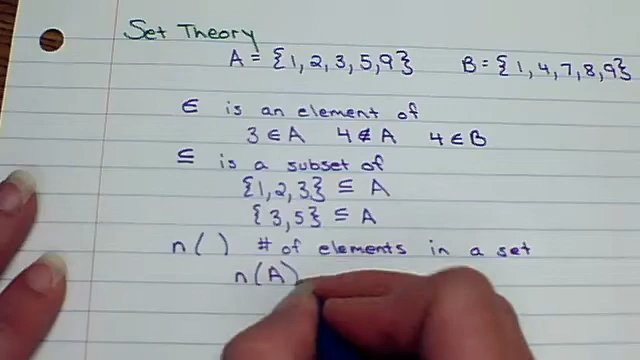 Set Theory
A = {1, 2, 3, 5, 9} B = {1, 4, 7, 8, 9}
∈ is an element of
3 ∈ A 4 ∉ A 4 ∈ B
⊆ is a subset of
{1, 2, 3} ⊆ A
{3, 5} ⊆ A
n( ) # of elements in a set
n(A)